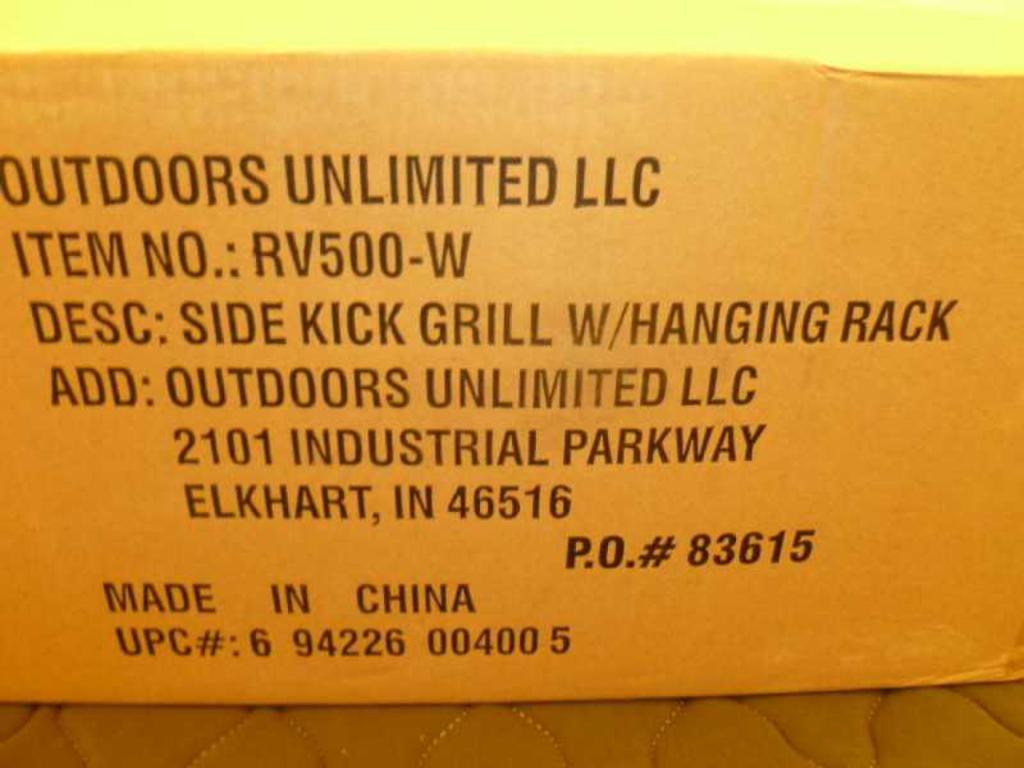 OUTDOORS UNLIMITED LLC
ITEM NO.: RV500-W
DESC: SIDE KICK GRILL W/HANGING RACK
ADD: OUTDOORS UNLIMITED LLC
2101 INDUSTRIAL PARKWAY
ELKHART, IN 46516
P.O.# 83615
MADE IN CHINA
UPC#: 6 94226 00400 5